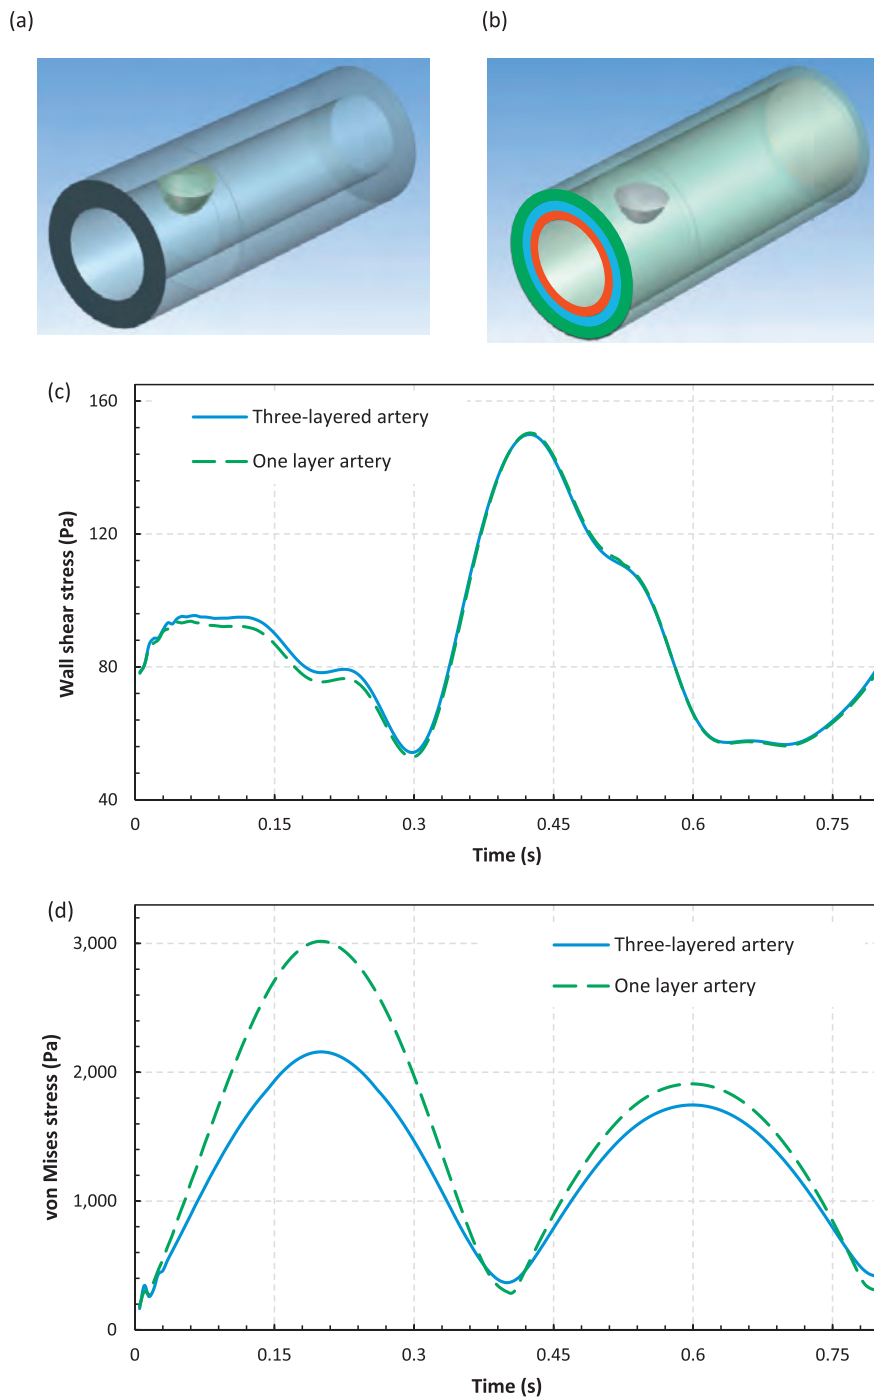 (a)
(b)
(c)
160
120
80
40
Wall shear stress (Pa)
Three-layered artery
One layer artery
0
0.15
0.3
0.45
0.6
0.75
Time (s)
(d)
3,000
2,000
1,000
0
von Mises stress (Pa)
Three-layered artery
One layer artery
0
0.15
0.3
0.45
0.6
0.75
Time (s)